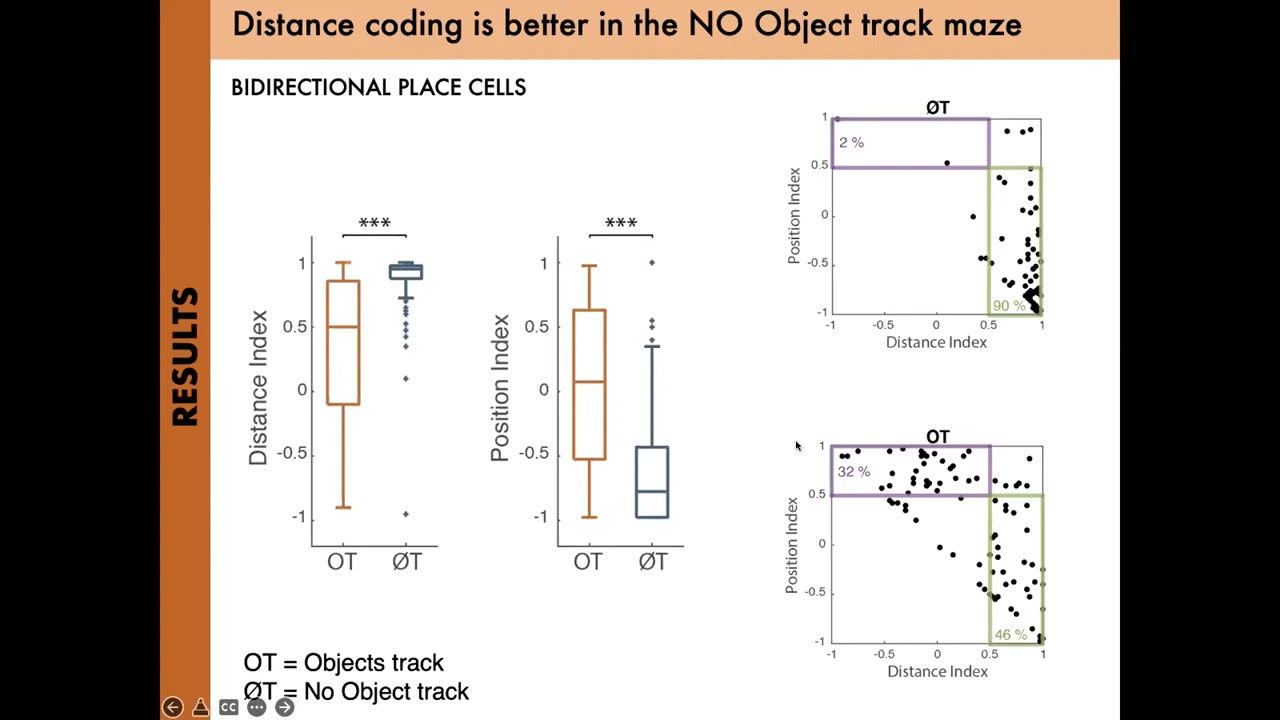 Distance coding is better in the NO Object track maze
BIDIRECTIONAL PLACE CELLS
RESULTS
***
Distance Index
1
0.5
0
-0.5
-1
OT
ØT
***
Position Index
1
0.5
0
-0.5
-1
OT
ØT
ØT
Position Index
1
0.5
0
-0.5
-1
2 %
90 %
-1
-0.5
0
0.5
1
Distance Index
OT
Position Index
1
0.5
0
-0.5
-1
32 %
46 %
-1
-0.5
0
0.5
1
Distance Index
OT = Objects track
ØT = No Object track
CC